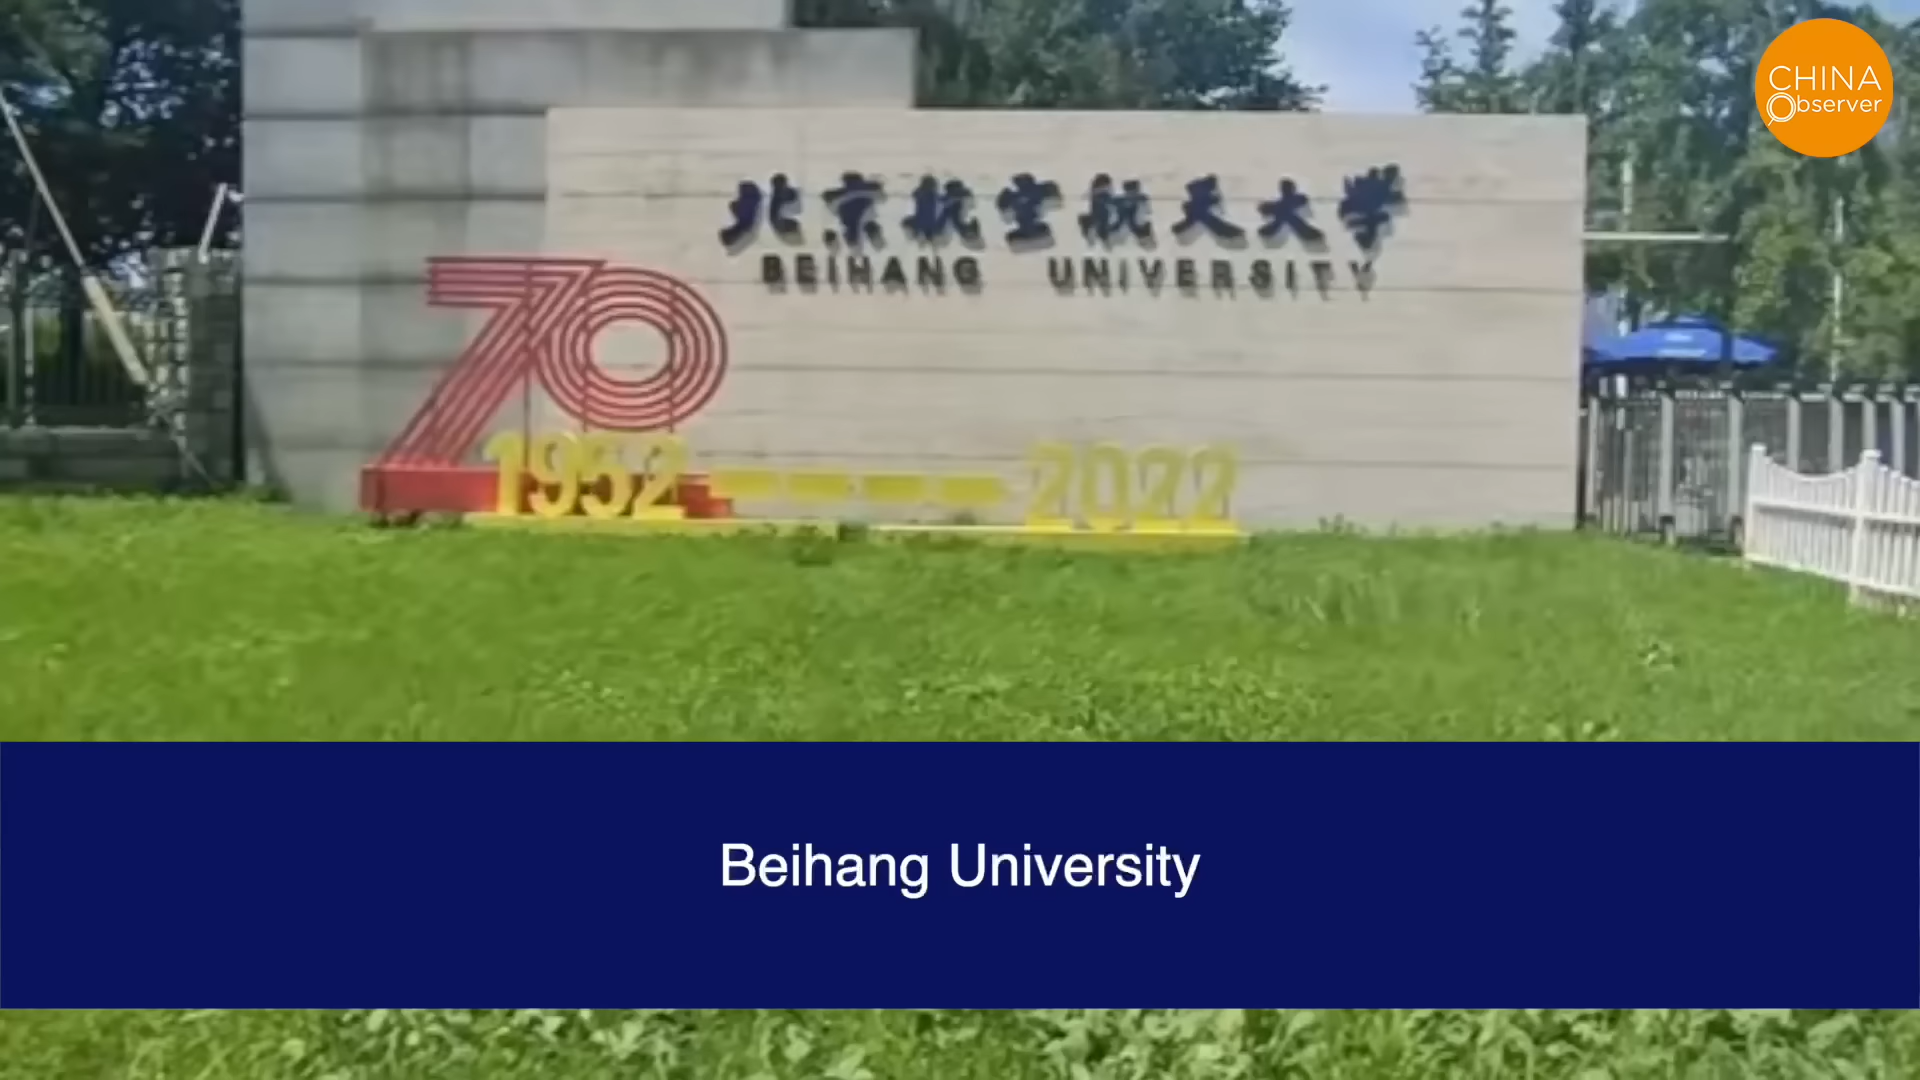 CHINA
Observer
北京航空航天大学
BEIHANG UNIVERSITY
70
1952 2022
Beihang University